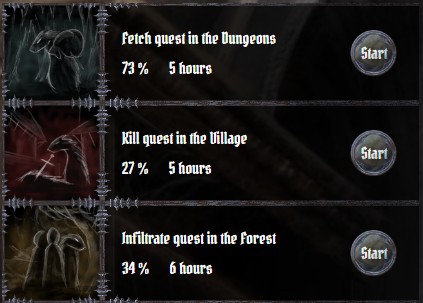 Fetch quest in the Dungeons
73 % 5 hours
Start
Kill quest in the Village
27 % 5 hours
Start
Infiltrate quest in the Forest
34 % 6 hours
Start